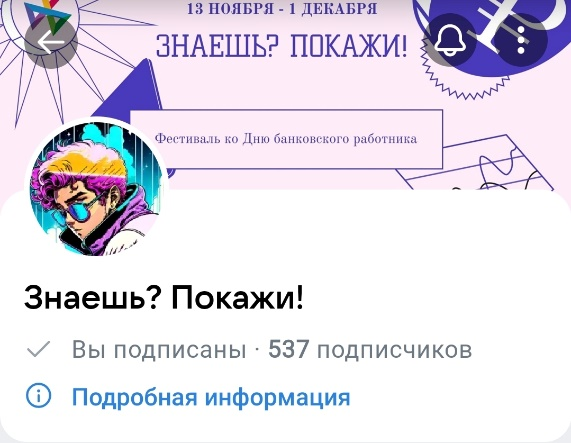 13 НОЯБРЯ - 1 ДЕКАБРЯ
ЗНАЕШЬ? ПОКАЖИ!
Фестиваль ко Дню банковского работника
Знаешь? Покажи!
Вы подписаны · 537 подписчиков
Подробная информация